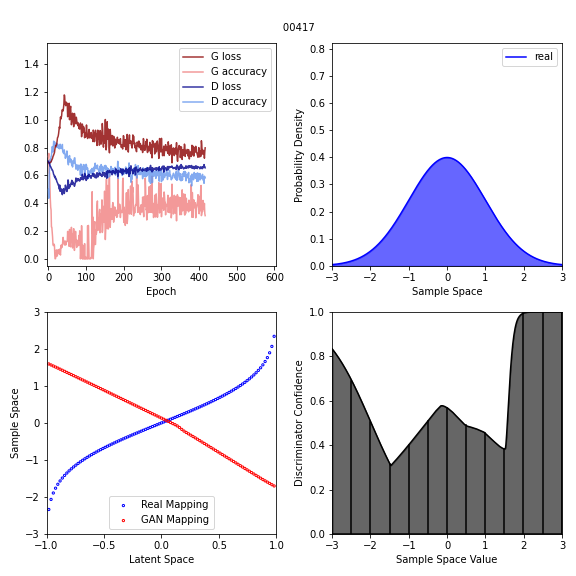 00417
G loss
G accuracy
D loss
D accuracy
1.4
1.2
1.0
0.8
0.6
0.4
0.2
0.0
0 100 200 300 400 500 600
Epoch
real
Probability Density
0.8
0.7
0.6
0.5
0.4
0.3
0.2
0.1
0.0
−3 −2 −1 0 1 2 3
Sample Space
Sample Space
3
2
1
0
−1
−2
−3
Real Mapping
GAN Mapping
−1.0 −0.5 0.0 0.5 1.0
Latent Space
Discriminator Confidence
1.0
0.8
0.6
0.4
0.2
0.0
−3 −2 −1 0 1 2 3
Sample Space Value